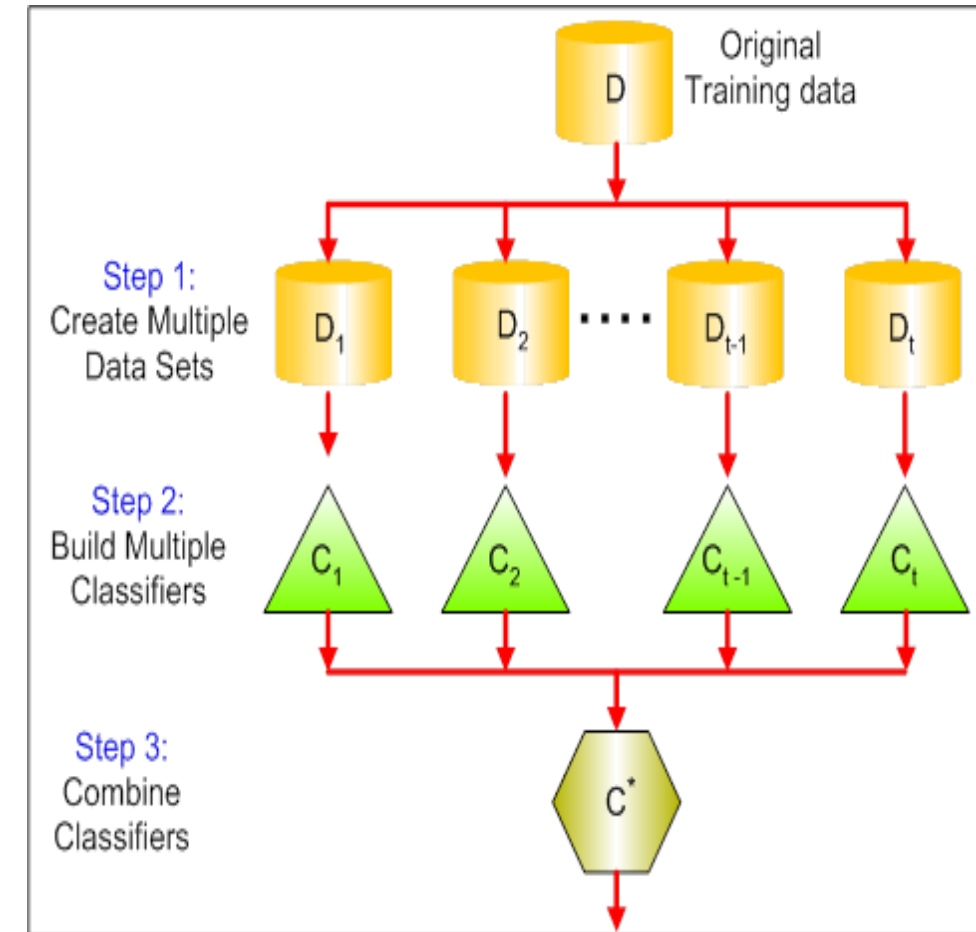 Original
Training data
D
Step 1:
Create Multiple
Data Sets
D1
D2
....
Dt-1
Dt
Step 2:
Build Multiple
Classifiers
C1
C2
Ct -1
Ct
Step 3:
Combine
Classifiers
C*